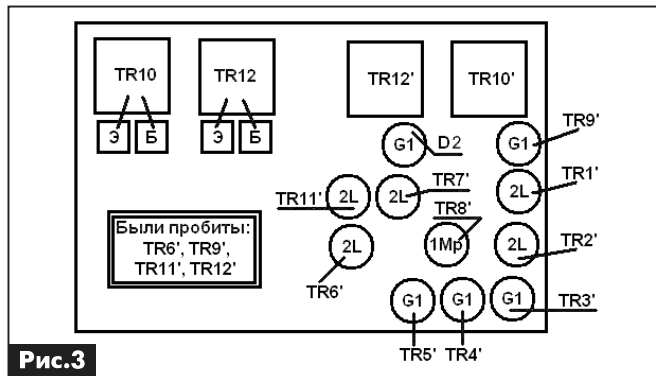 TR10
TR12
TR12'
TR10'
Э
Б
Э
Б
G1
D2
G1
TR9'
2L
2L
TR7'
2L
TR1'
TR11'
TR8'
Были пробиты:
TR6', TR9',
TR11', TR12'
2L
1Mp
2L
TR2'
TR6'
G1
G1
G1
TR3'
TR5'
TR4'
Рис.3